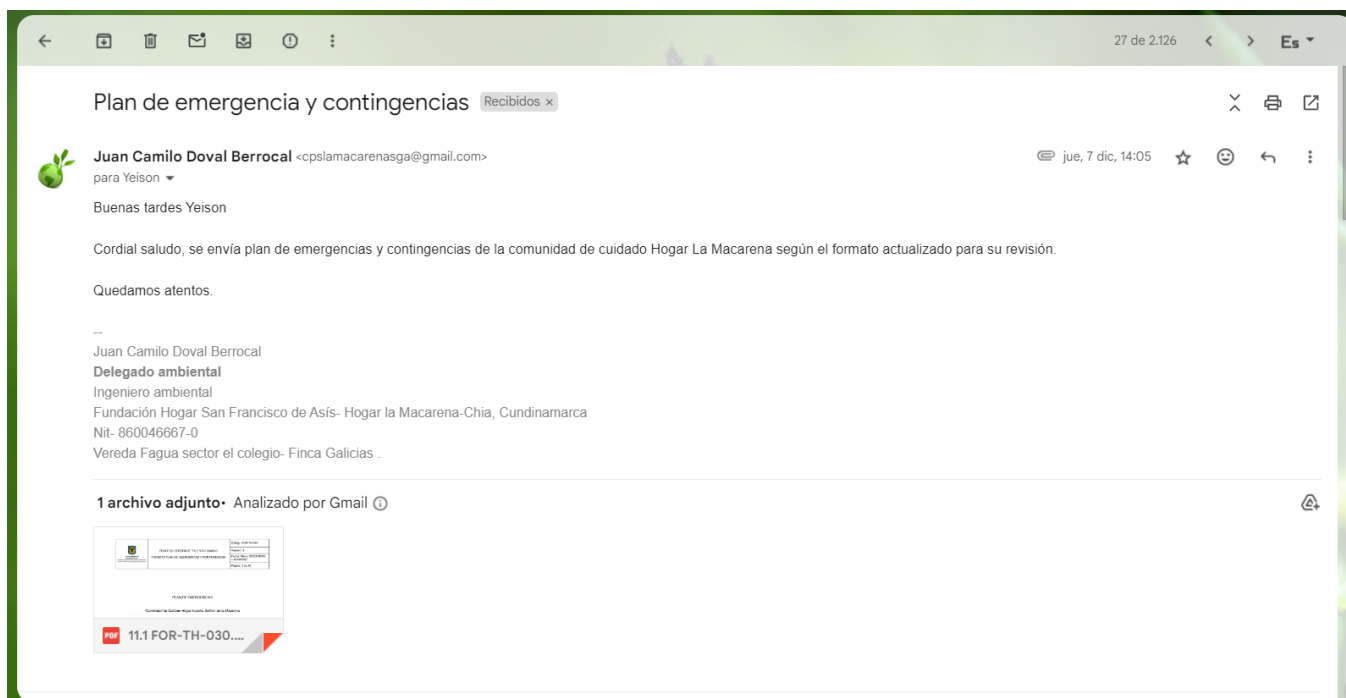 27 de 2.126
Es
Plan de emergencia y contingencias Recibidos ×
Juan Camilo Doval Berrocal <cpslamacarenasga@gmail.com>
jue, 7 dic, 14:05
para Yeison
Buenas tardes Yeison
Cordial saludo, se envía plan de emergencias y contingencias de la comunidad de cuidado Hogar La Macarena según el formato actualizado para su revisión.
Quedamos atentos.
--
Juan Camilo Doval Berrocal
Delegado ambiental
Ingeniero ambiental
Fundación Hogar San Francisco de Asís- Hogar la Macarena-Chia, Cundinamarca
Nit- 860046667-0
Vereda Fagua sector el colegio- Finca Galicias .
1 archivo adjunto• Analizado por Gmail
PLAN DE EMERGENCIAS
PDF 11.1 FOR-TH-030....